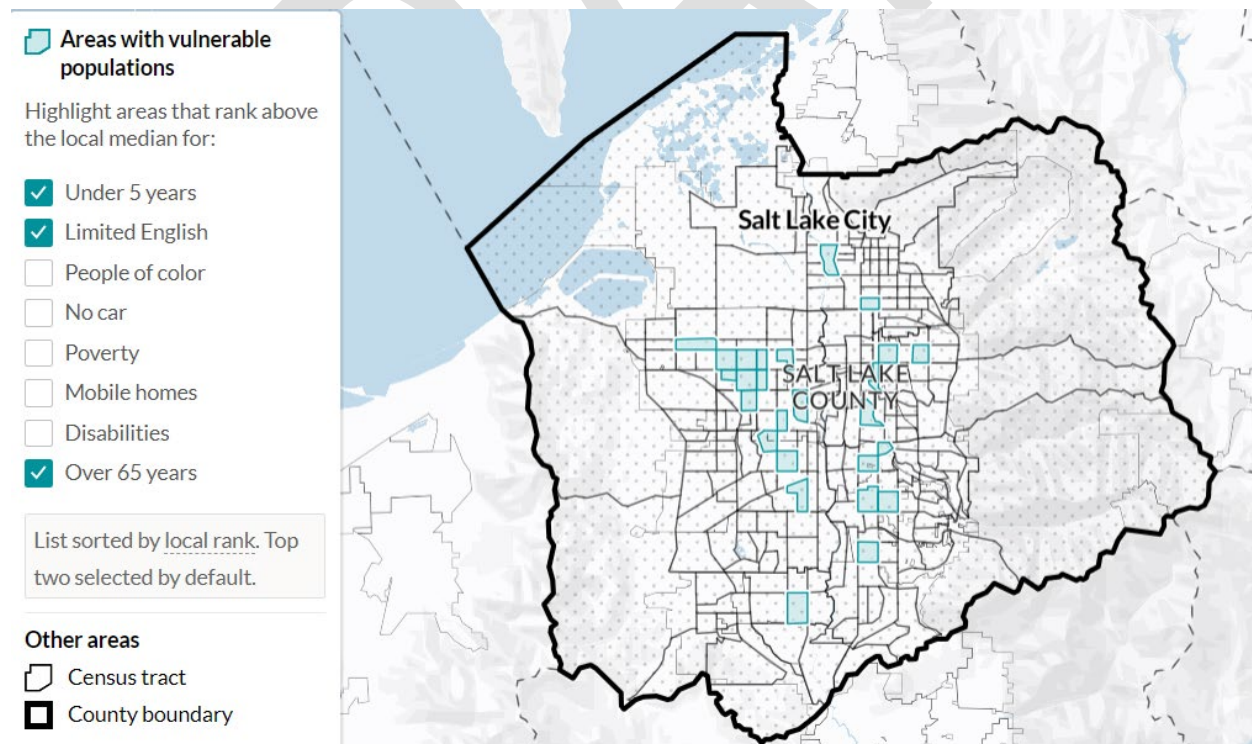 Areas with vulnerable
populations
Highlight areas that rank above
the local median for:
Under 5 years
Limited English
People of color
No car
Poverty
Mobile homes
Disabilities
Over 65 years
List sorted by local rank. Top
two selected by default.
Other areas
Census tract
County boundary
Salt Lake City
SALT LAKE
COUNTY